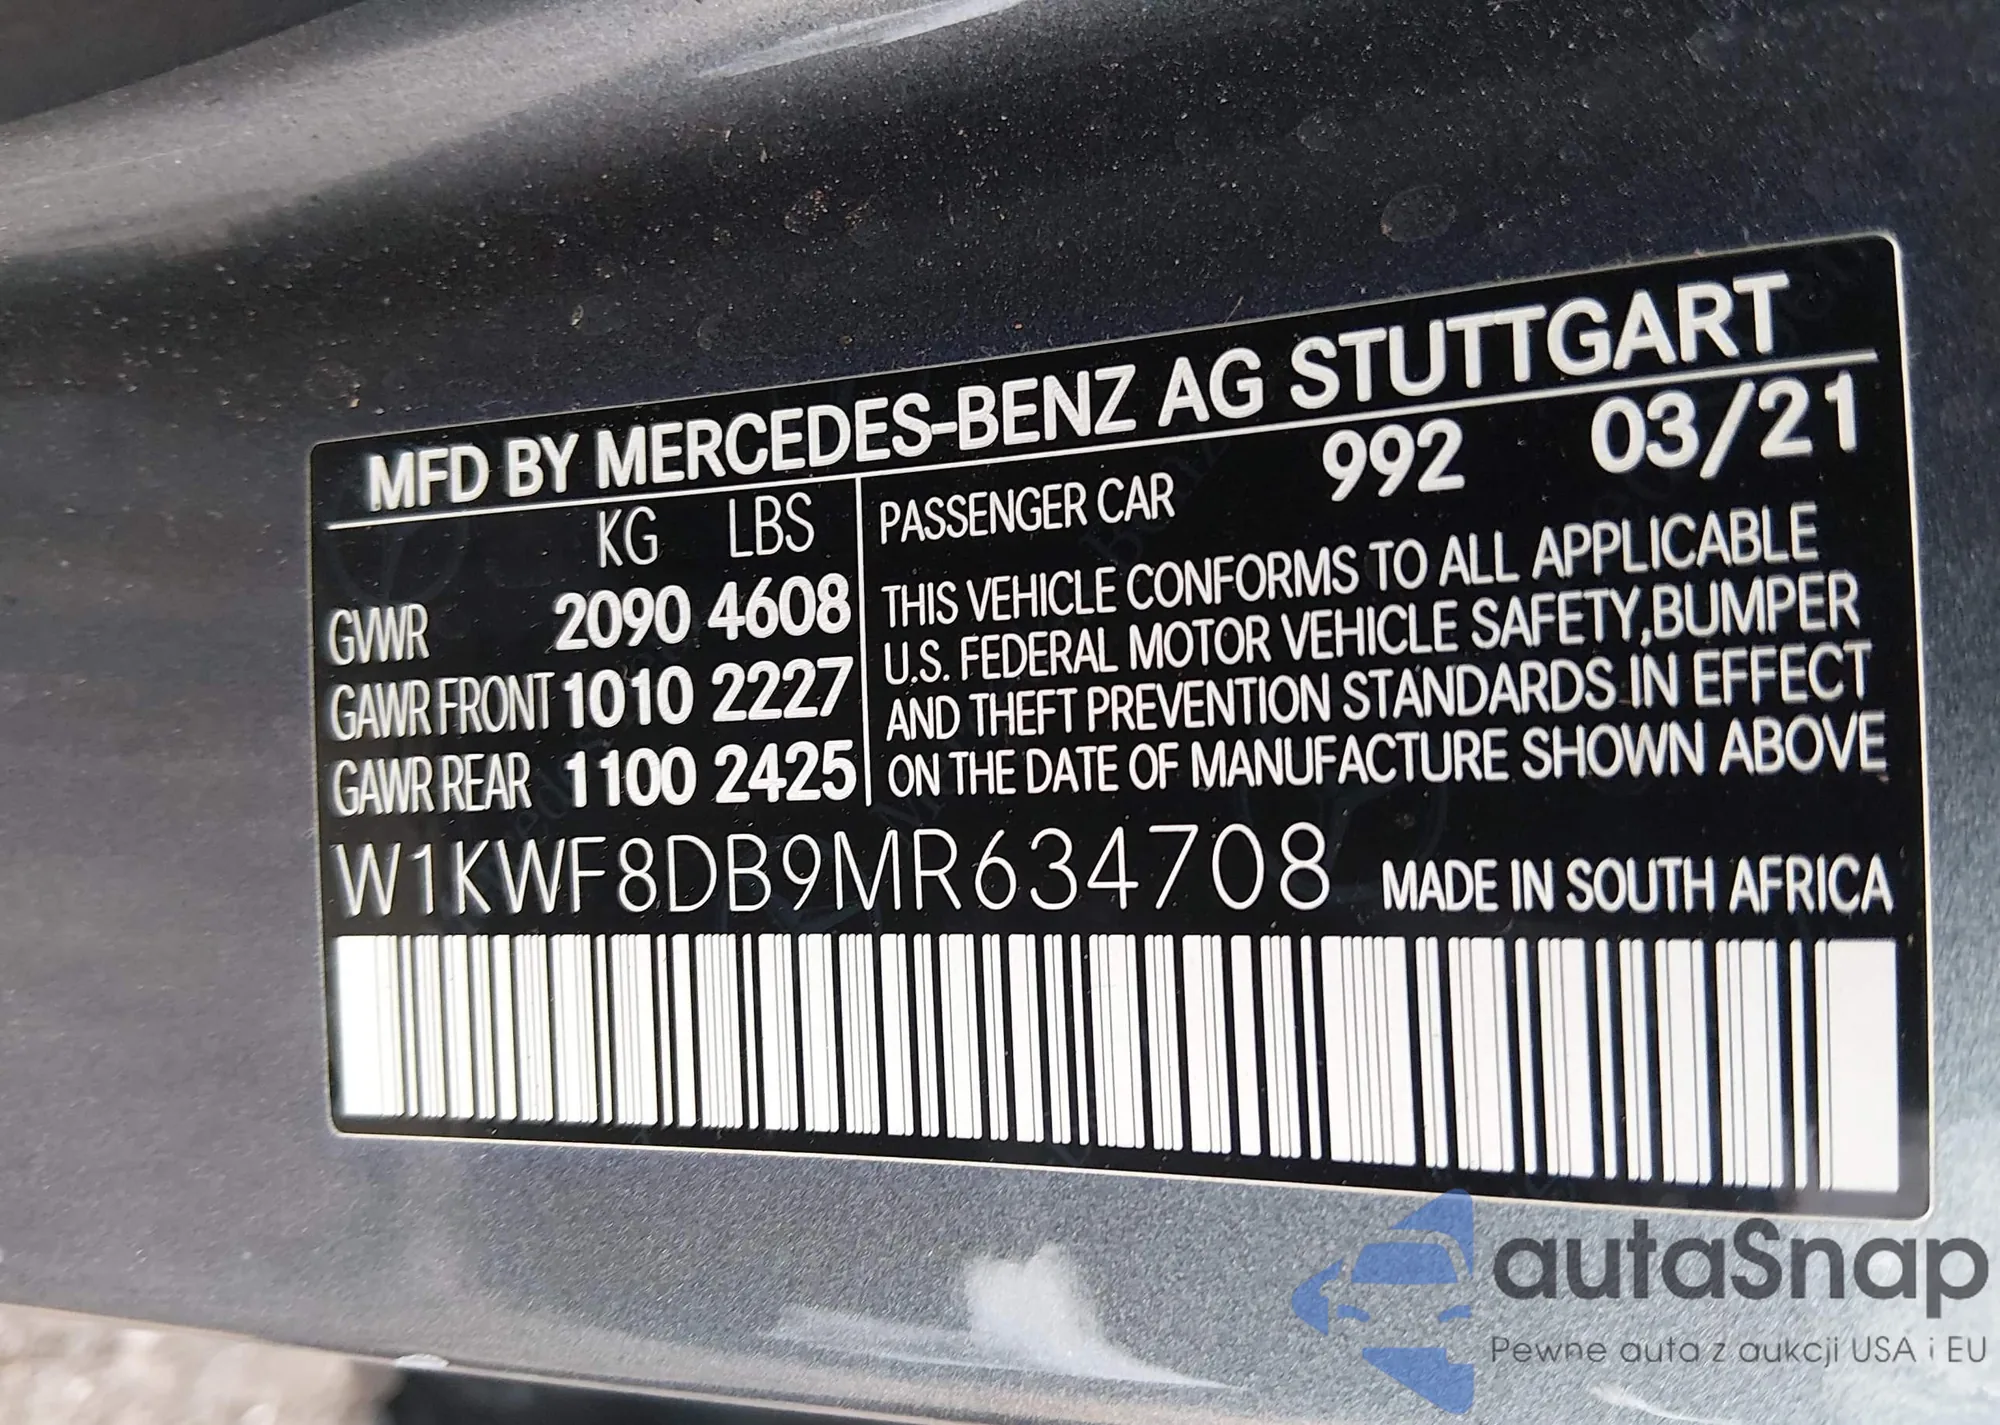 MFD BY MERCEDES-BENZ AG STUTTGART
KG LBS
GVWR 2090 4608
GAWR FRONT 1010 2227
GAWR REAR 1100 2425
PASSENGER CAR 992 03/21
THIS VEHICLE CONFORMS TO ALL APPLICABLE
U.S. FEDERAL MOTOR VEHICLE SAFETY,BUMPER
AND THEFT PREVENTION STANDARDS IN EFFECT
ON THE DATE OF MANUFACTURE SHOWN ABOVE
W1KWF8DB9MR634708 MADE IN SOUTH AFRICA
autaSnap
Pewne auta z aukcji USA i EU